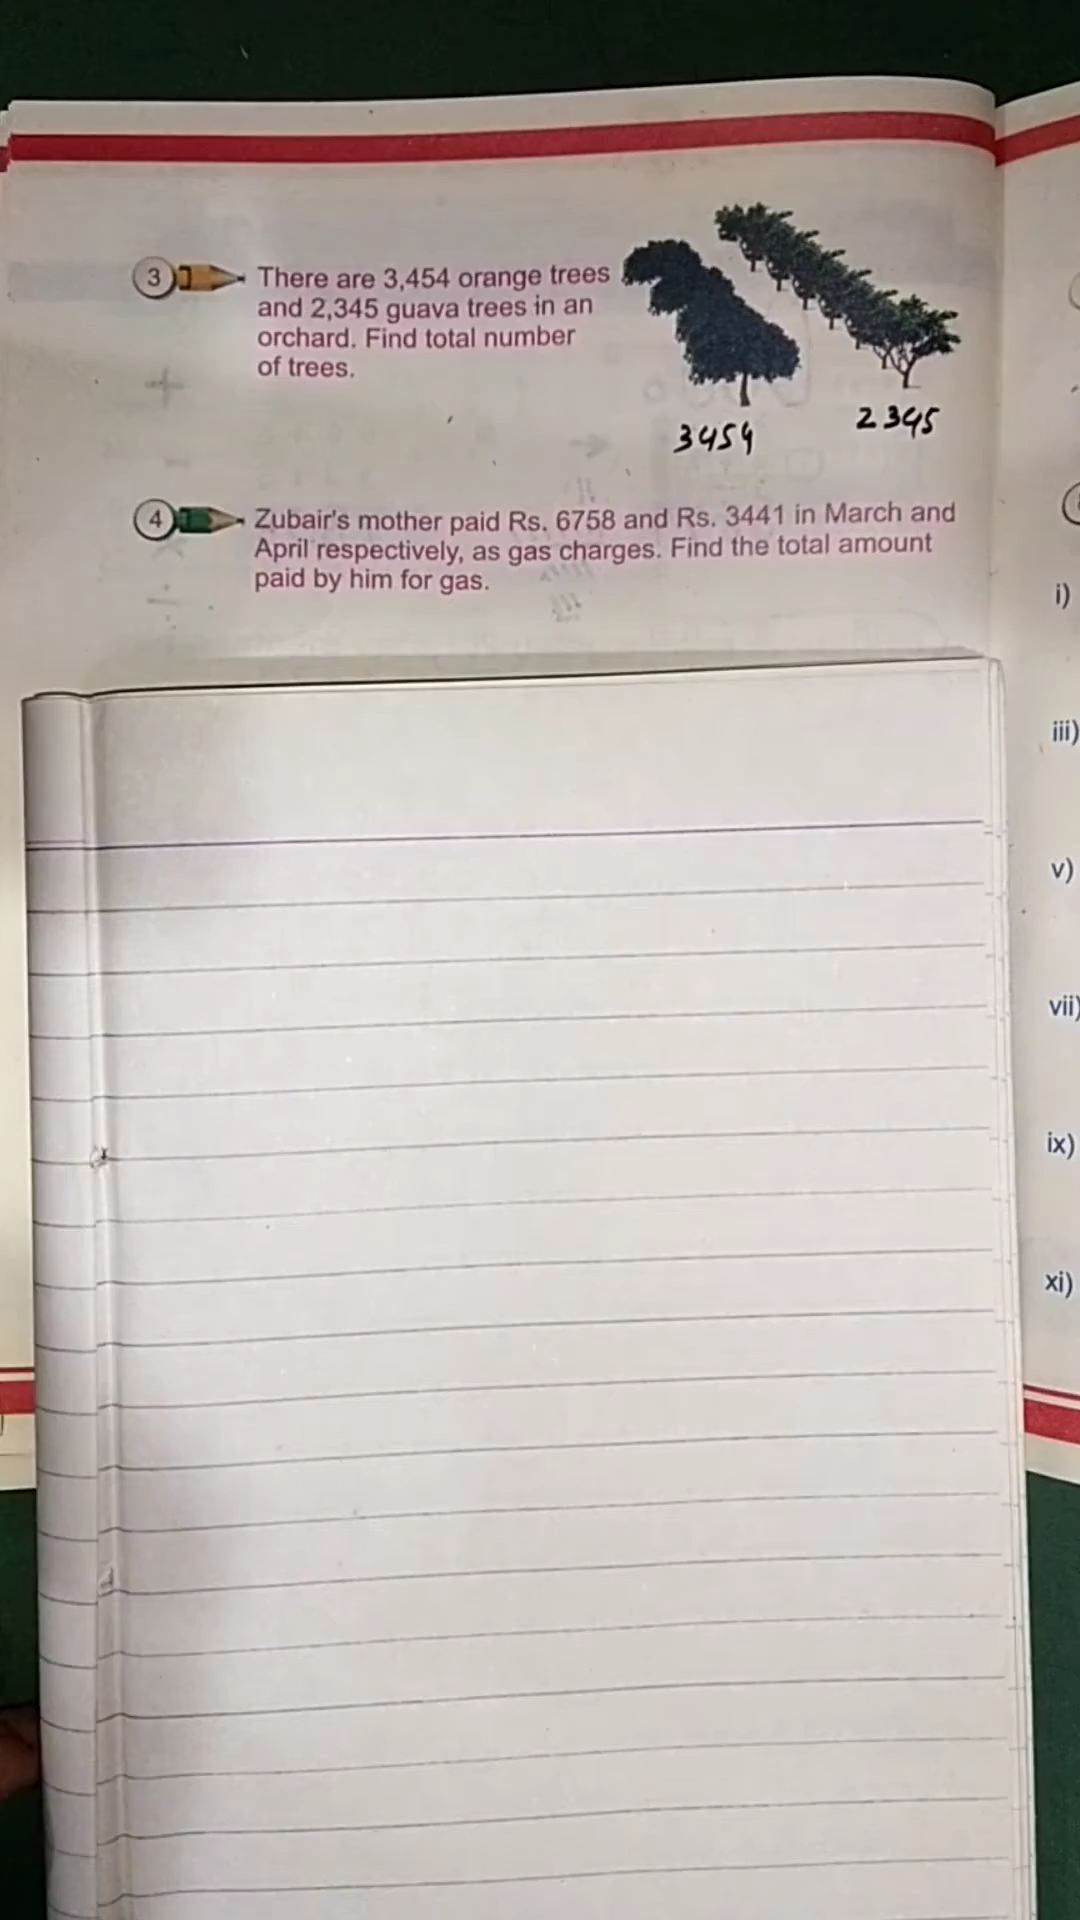 3
There are 3,454 orange trees
and 2,345 guava trees in an
orchard. Find total number
of trees.
3454
2345
4
Zubair's mother paid Rs. 6758 and Rs. 3441 in March and
April respectively, as gas charges. Find the total amount
paid by him for gas.
i)
iii)
v)
vii)
ix)
xi)